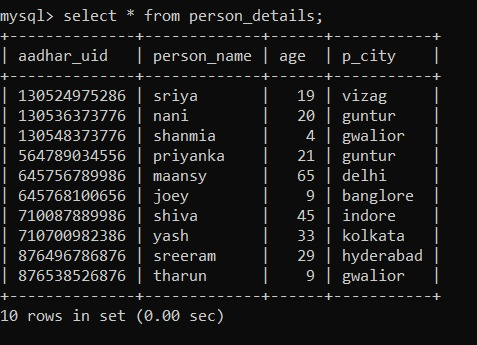 mysql> select * from person_details;
+--------------+-------------+------+-----------+
| aadhar_uid   | person_name | age  | p_city    |
+--------------+-------------+------+-----------+
| 130524975286 | sriya       |   19 | vizag     |
| 130536373776 | nani        |   20 | guntur    |
| 130548373776 | shanmia     |    4 | gwalior   |
| 564789034556 | priyanka    |   21 | guntur    |
| 645756789986 | maansy      |   65 | delhi     |
| 645768100656 | joey        |    9 | banglore  |
| 710087889986 | shiva       |   45 | indore    |
| 710700982386 | yash        |   33 | kolkata   |
| 876496786876 | sreeram     |   29 | hyderabad |
| 876538526876 | tharun      |    9 | gwalior   |
+--------------+-------------+------+-----------+
10 rows in set (0.00 sec)